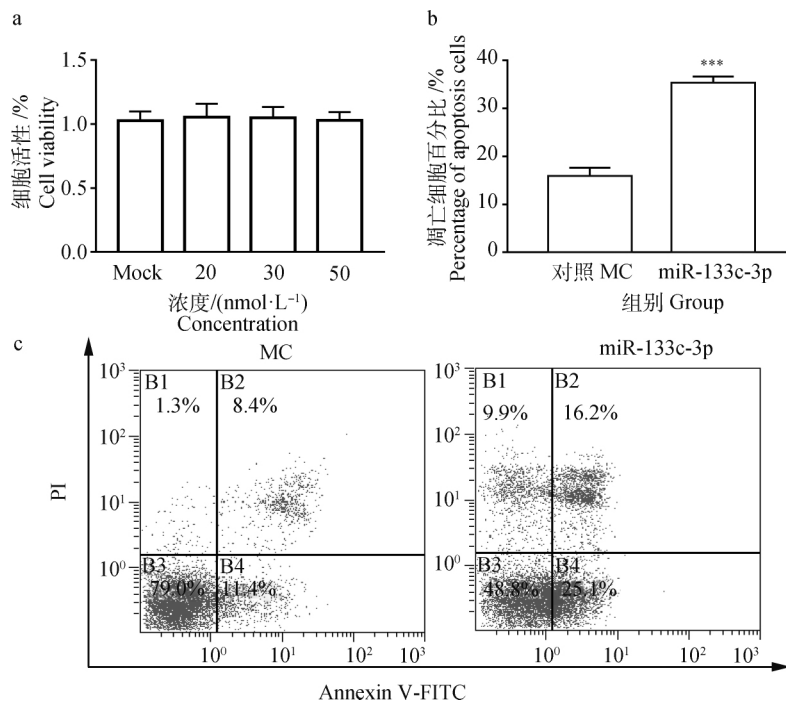 a
细胞活性 /%
Cell viability
1.5
1.0
0.5
0.0
Mock
20
30
50
浓度/(nmol·L⁻¹)
Concentration
b
凋亡细胞百分比 /%
Percentage of apoptosis cells
40
30
20
10
0
***
对照 MC
miR-133c-3p
组别 Group
c
MC
PI
10³
10²
10¹
10⁰
B1
1.3%
B2
8.4%
B3
79.0%
B4
11.4%
10⁰
10¹
10²
10³
miR-133c-3p
10³
10²
10¹
10⁰
B1
9.9%
B2
16.2%
B3
48.8%
B4
25.1%
10⁰
10¹
10²
10³
Annexin V-FITC